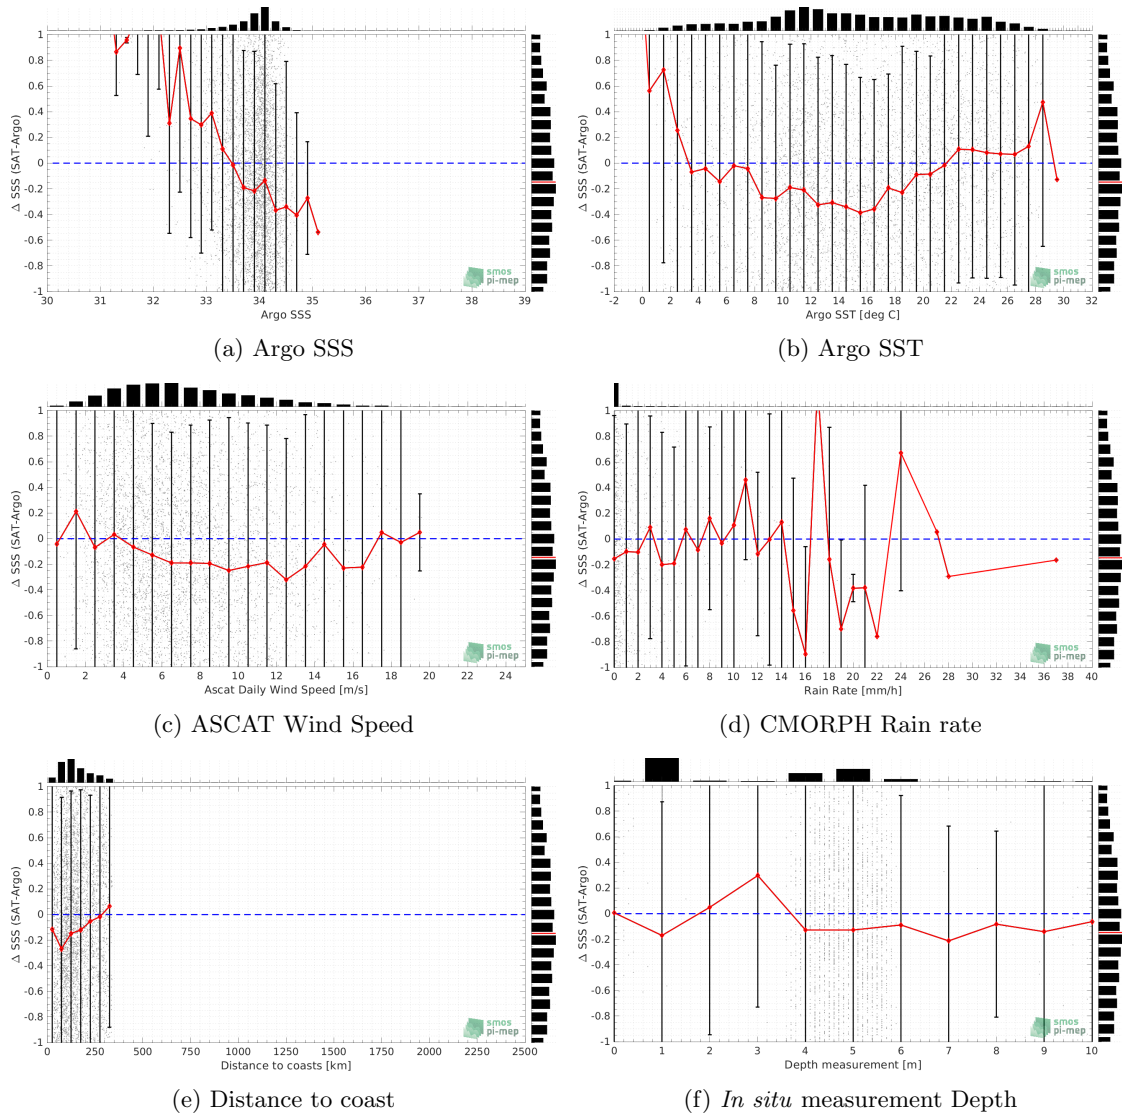 1
0.8
0.6
0.4
0.2
0
-0.2
-0.4
-0.6
-0.8
-1
Δ SSS (SAT-Argo)
30 31 32 33 34 35 36 37 38 39
Argo SSS
smos
pi-mep
(a) Argo SSS
1
0.8
0.6
0.4
0.2
0
-0.2
-0.4
-0.6
-0.8
-1
Δ SSS (SAT-Argo)
-2 0 2 4 6 8 10 12 14 16 18 20 22 24 26 28 30 32
Argo SST [deg C]
smos
pi-mep
(b) Argo SST
1
0.8
0.6
0.4
0.2
0
-0.2
-0.4
-0.6
-0.8
-1
Δ SSS (SAT-Argo)
0 2 4 6 8 10 12 14 16 18 20 22 24
Ascat Daily Wind Speed [m/s]
smos
pi-mep
(c) ASCAT Wind Speed
1
0.8
0.6
0.4
0.2
0
-0.2
-0.4
-0.6
-0.8
-1
Δ SSS (SAT-Argo)
0 2 4 6 8 10 12 14 16 18 20 22 24 26 28 30 32 34 36 38 40
Rain Rate [mm/h]
smos
pi-mep
(d) CMORPH Rain rate
1
0.8
0.6
0.4
0.2
0
-0.2
-0.4
-0.6
-0.8
-1
Δ SSS (SAT-Argo)
0 250 500 750 1000 1250 1500 1750 2000 2250 2500
Distance to coasts [km]
smos
pi-mep
(e) Distance to coast
1
0.8
0.6
0.4
0.2
0
-0.2
-0.4
-0.6
-0.8
-1
Δ SSS (SAT-Argo)
0 1 2 3 4 5 6 7 8 9 10
Depth measurement [m]
smos
pi-mep
(f) In situ measurement Depth